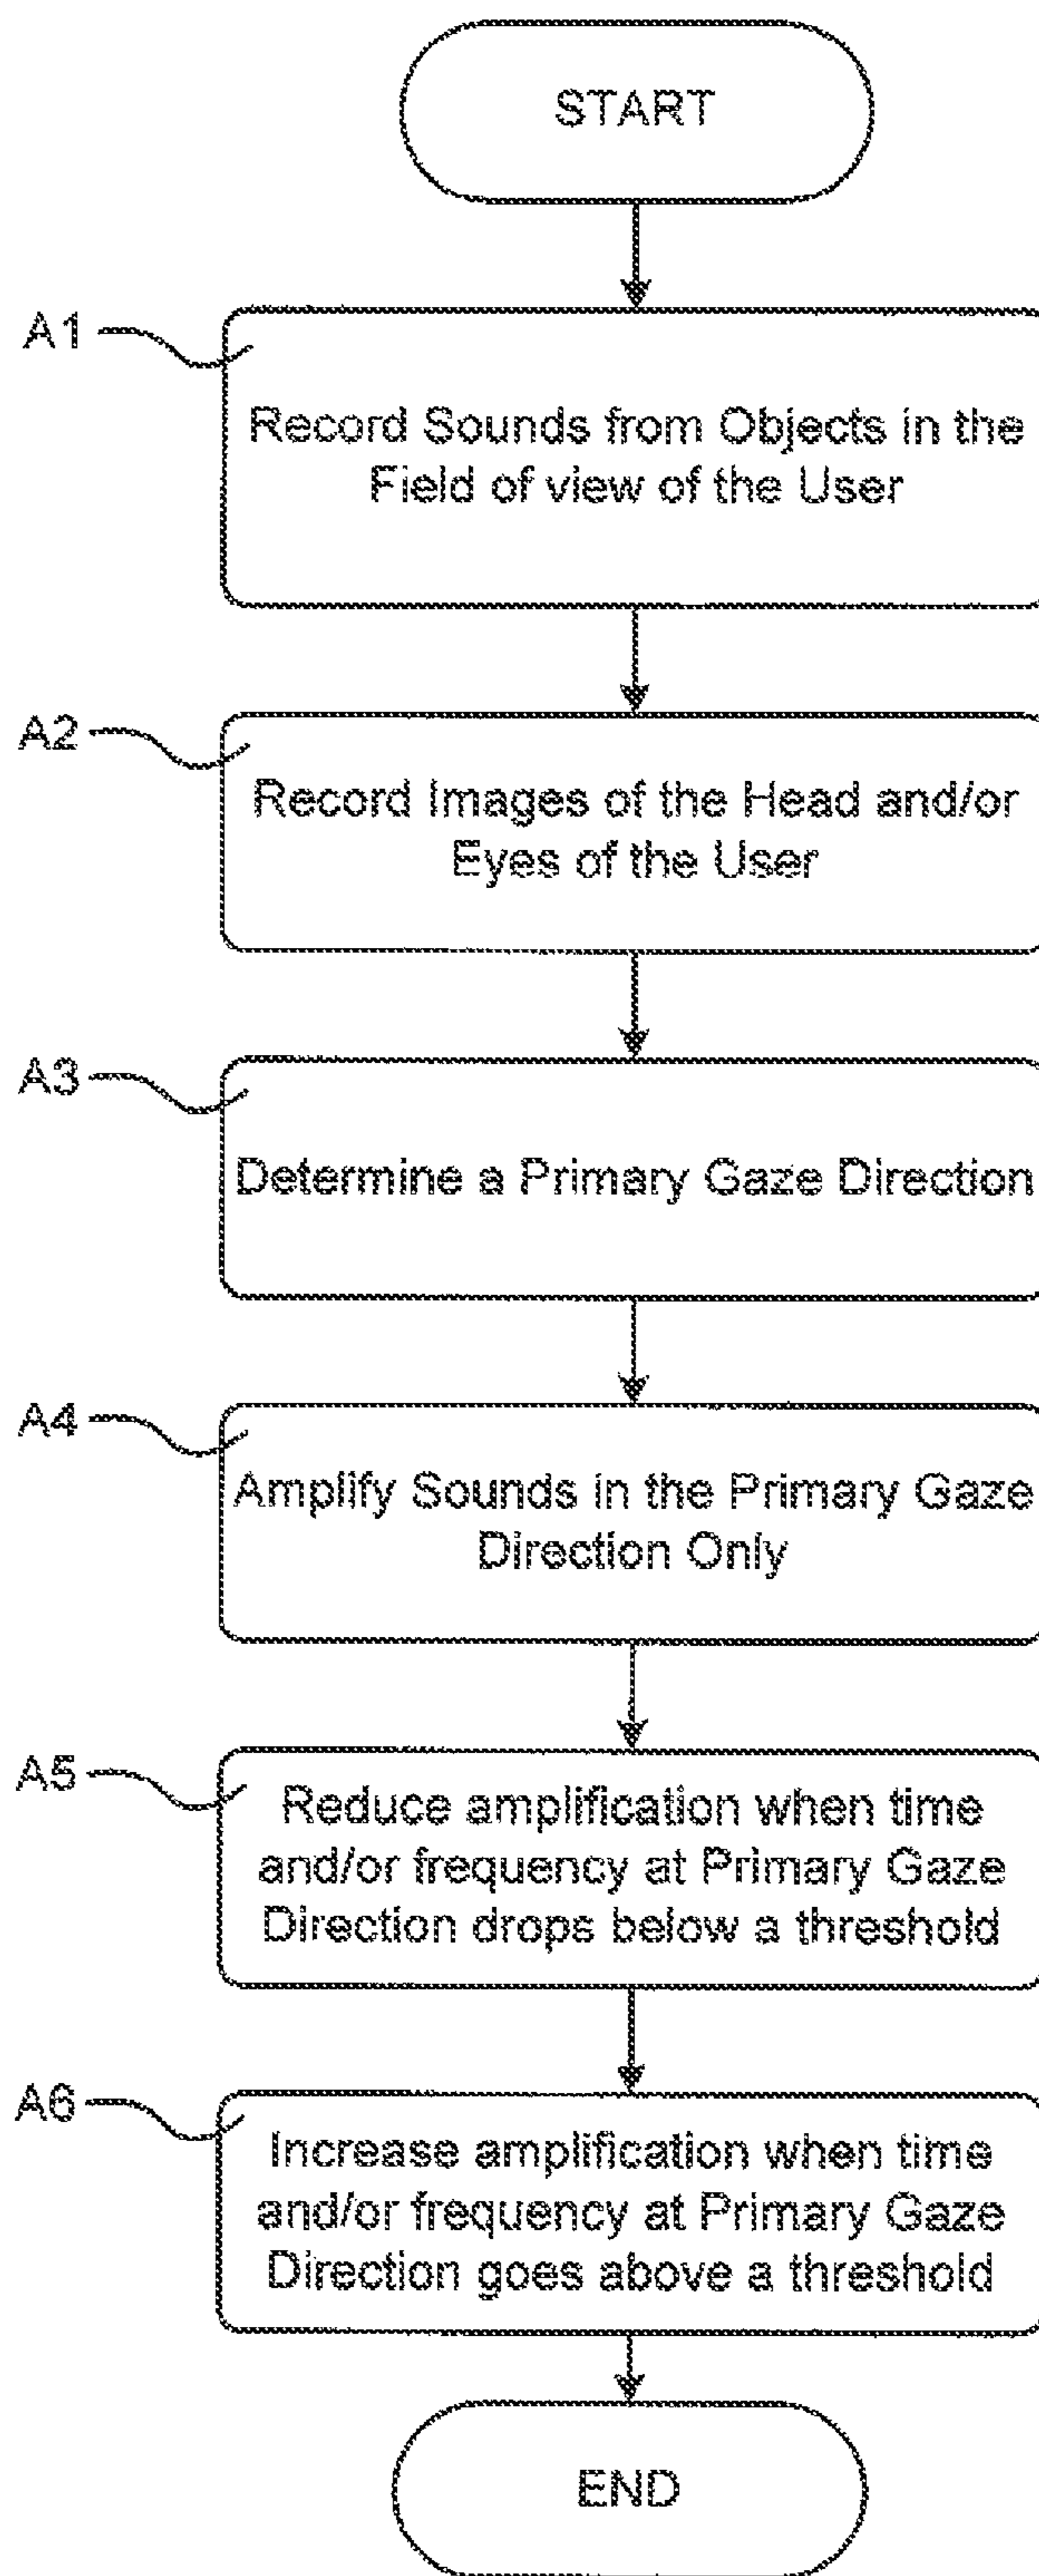 START
A1
Record Sounds from Objects in the
Field of view of the User
A2
Record Images of the Head and/or
Eyes of the User
A3
Determine a Primary Gaze Direction
A4
Amplify Sounds in the Primary Gaze
Direction Only
A5
Reduce amplification when time
and/or frequency at Primary Gaze
Direction drops below a threshold
A6
Increase amplification when time
and/or frequency at Primary Gaze
Direction goes above a threshold
END